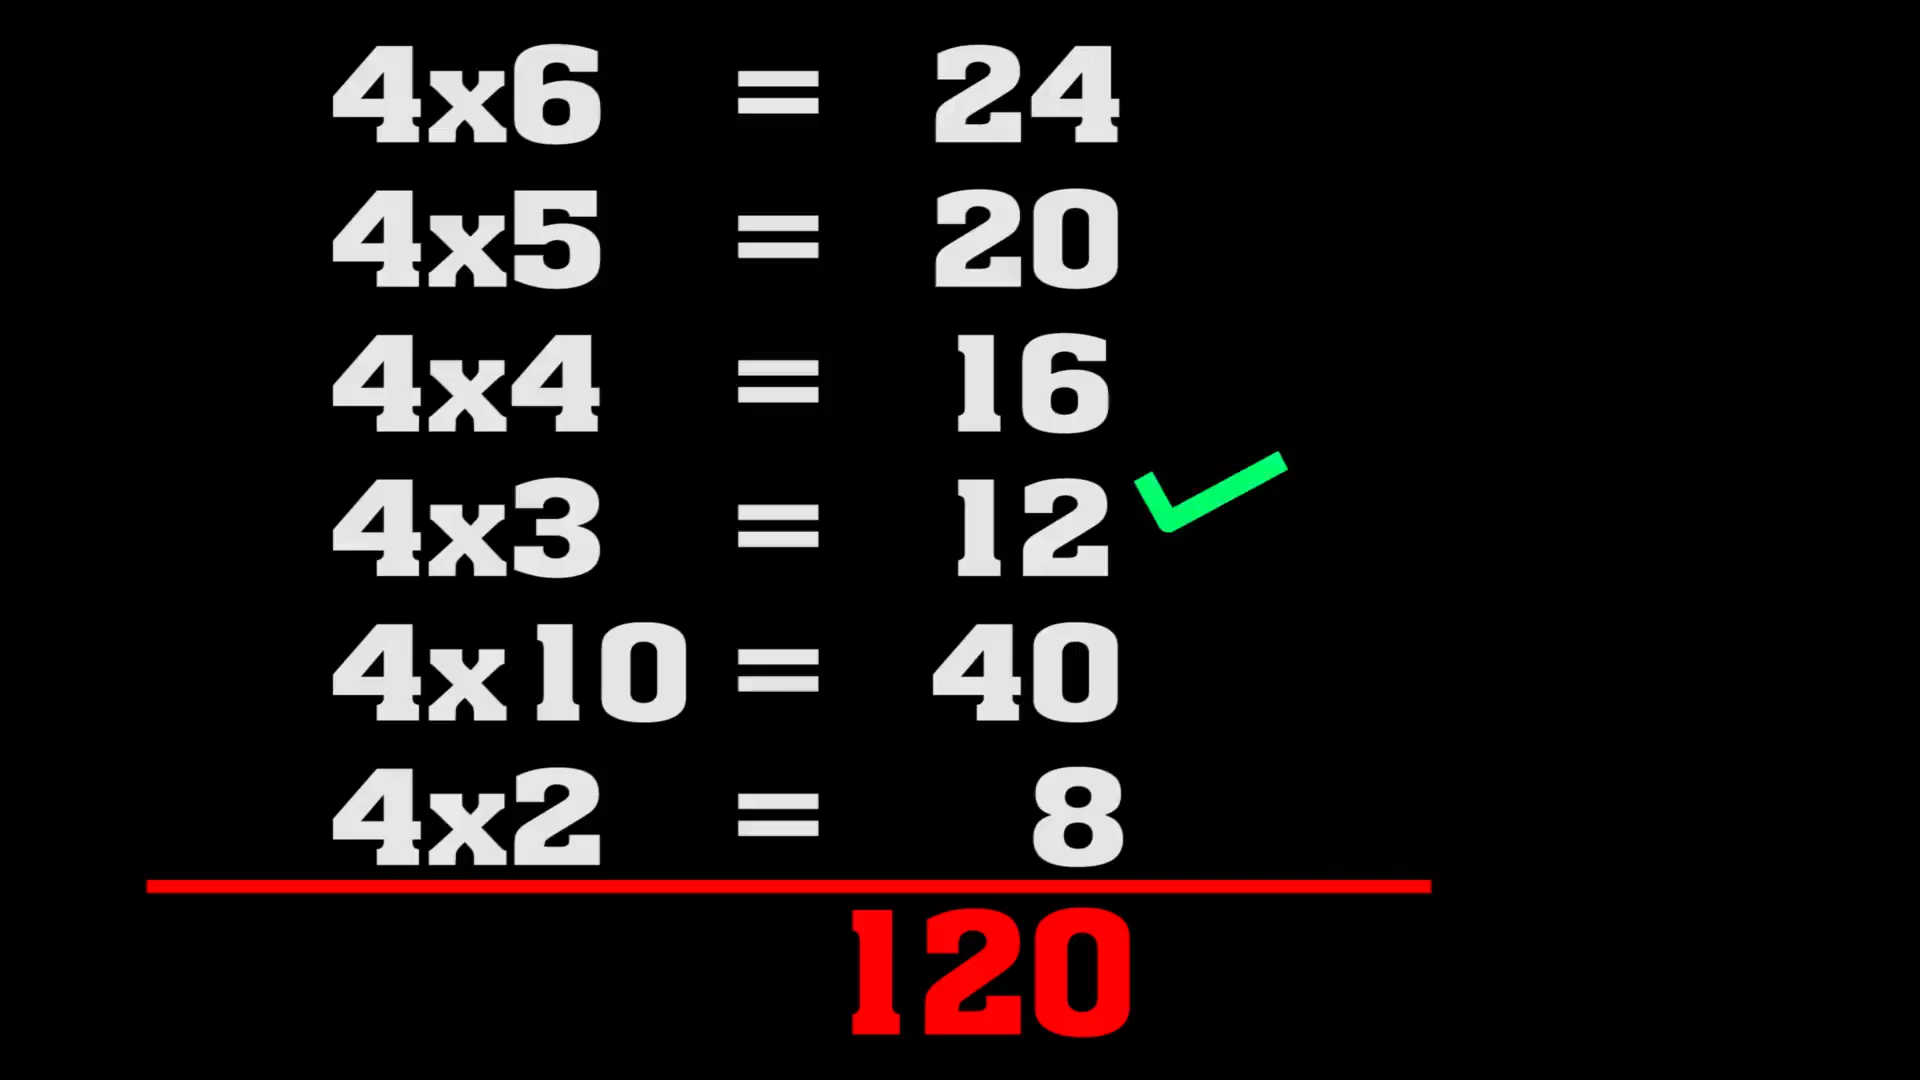 4x6 = 24
4x5 = 20
4x4 = 16
4x3 = 12
4x10 = 40
4x2 = 8
120